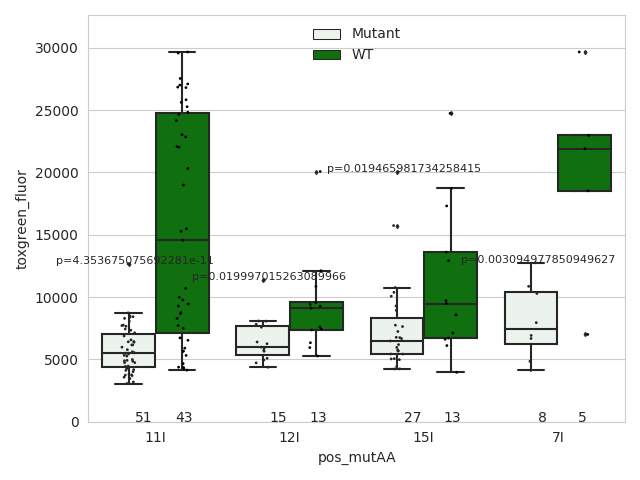 Mutant
WT
30000
25000
20000
15000
10000
5000
0
toxgreen_fluor
p=4.353675075692281e-11
p=0.019997015263089966
p=0.019465981734258415
p=0.003094977850949627
51 43 15 13 27 13 8 5
11I 12I 15I 7I
pos_mutAA